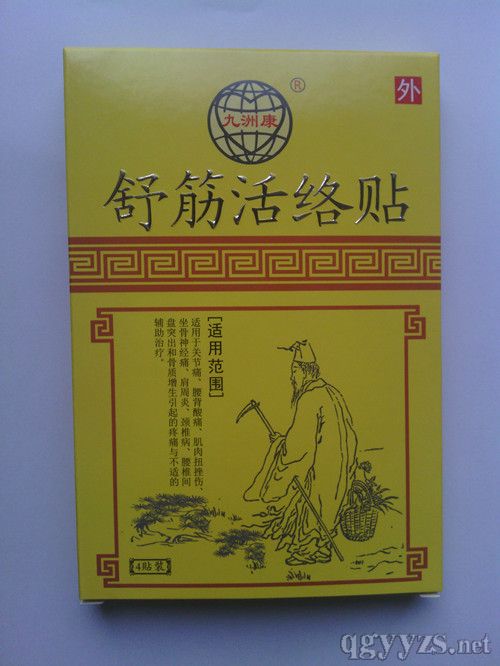 九洲康
®
外
舒筋活络贴
[适用范围]
适用于关节痛、腰背酸痛、肌肉扭挫伤、
坐骨神经痛、肩周炎、颈椎病、腰椎间
盘突出和骨质增生引起的疼痛与不适的
辅助治疗。
4贴装
qgyyzs.net